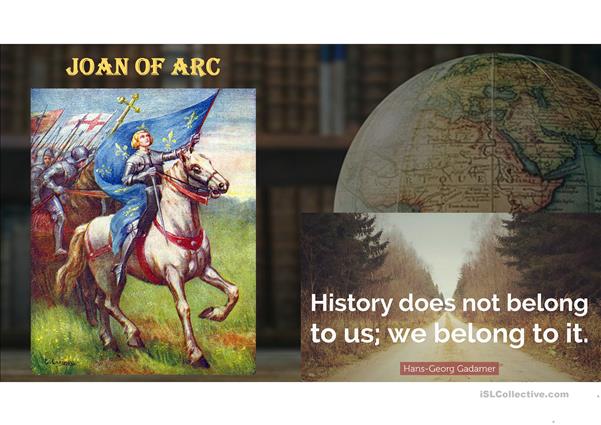 JOAN OF ARC
History does not belong
to us; we belong to it.
Hans-Georg Gadamer
iSLCollective.com